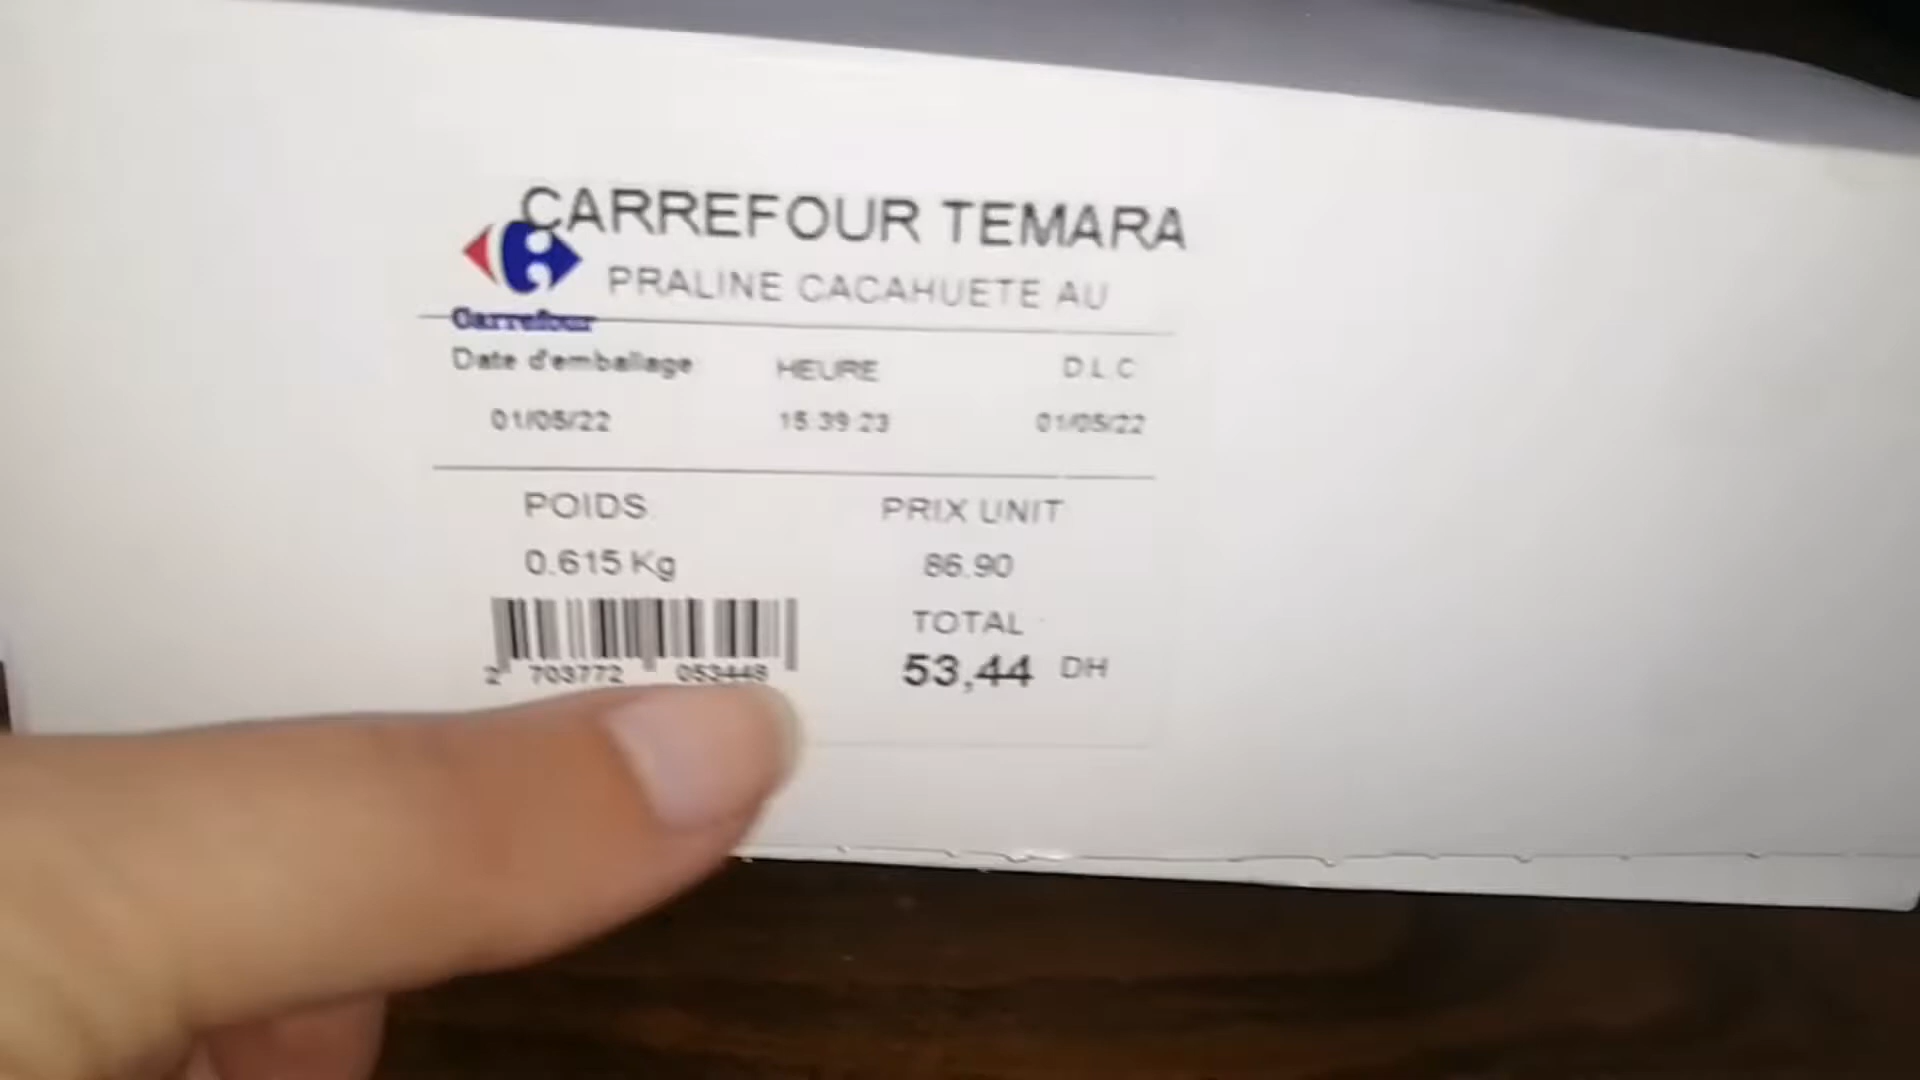 CARREFOUR TEMARA
PRALINE CACAHUETE AU
Carrefour
Date d'emballage HEURE D.L.C
01/05/22 15:39:23 01/05/22
POIDS PRIX UNIT
0.615 Kg 86.90
TOTAL
53,44 DH
2 703772 053448